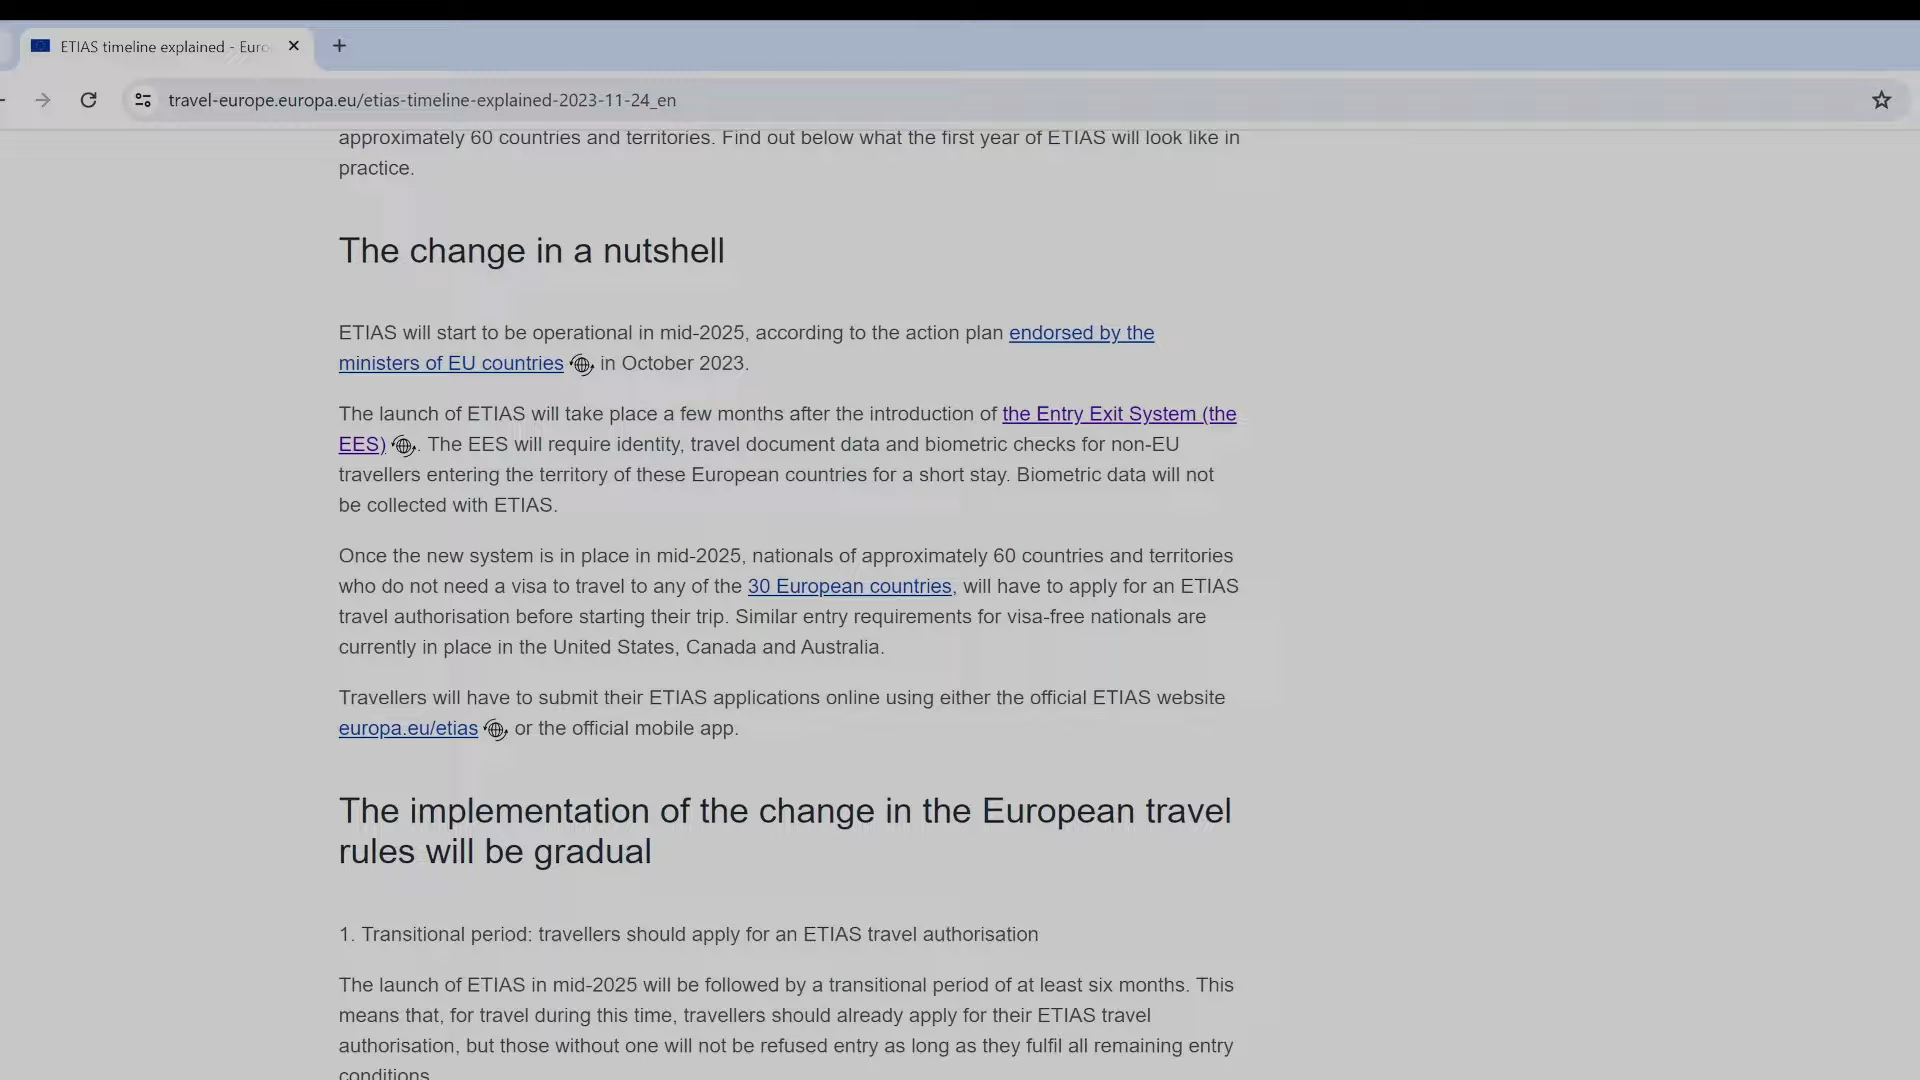 ETIAS timeline explained - Euro
travel-europe.europa.eu/etias-timeline-explained-2023-11-24_en
approximately 60 countries and territories. Find out below what the first year of ETIAS will look like in
practice.
The change in a nutshell
ETIAS will start to be operational in mid-2025, according to the action plan endorsed by the
ministers of EU countries in October 2023.
The launch of ETIAS will take place a few months after the introduction of the Entry Exit System (the
EES) . The EES will require identity, travel document data and biometric checks for non-EU
travellers entering the territory of these European countries for a short stay. Biometric data will not
be collected with ETIAS.
Once the new system is in place in mid-2025, nationals of approximately 60 countries and territories
who do not need a visa to travel to any of the 30 European countries, will have to apply for an ETIAS
travel authorisation before starting their trip. Similar entry requirements for visa-free nationals are
currently in place in the United States, Canada and Australia.
Travellers will have to submit their ETIAS applications online using either the official ETIAS website
europa.eu/etias or the official mobile app.
The implementation of the change in the European travel
rules will be gradual
1. Transitional period: travellers should apply for an ETIAS travel authorisation
The launch of ETIAS in mid-2025 will be followed by a transitional period of at least six months. This
means that, for travel during this time, travellers should already apply for their ETIAS travel
authorisation, but those without one will not be refused entry as long as they fulfil all remaining entry
conditions.